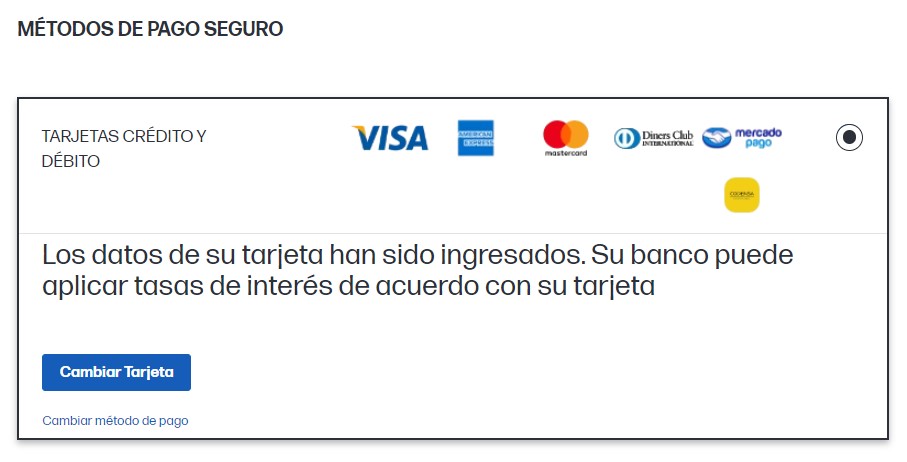 MÉTODOS DE PAGO SEGURO
TARJETAS CRÉDITO Y
DÉBITO
VISA
AMERICAN
EXPRESS
mastercard
Diners Club
INTERNATIONAL
mercado
pago
CODENSA
Los datos de su tarjeta han sido ingresados. Su banco puede
aplicar tasas de interés de acuerdo con su tarjeta
Cambiar Tarjeta
Cambiar método de pago